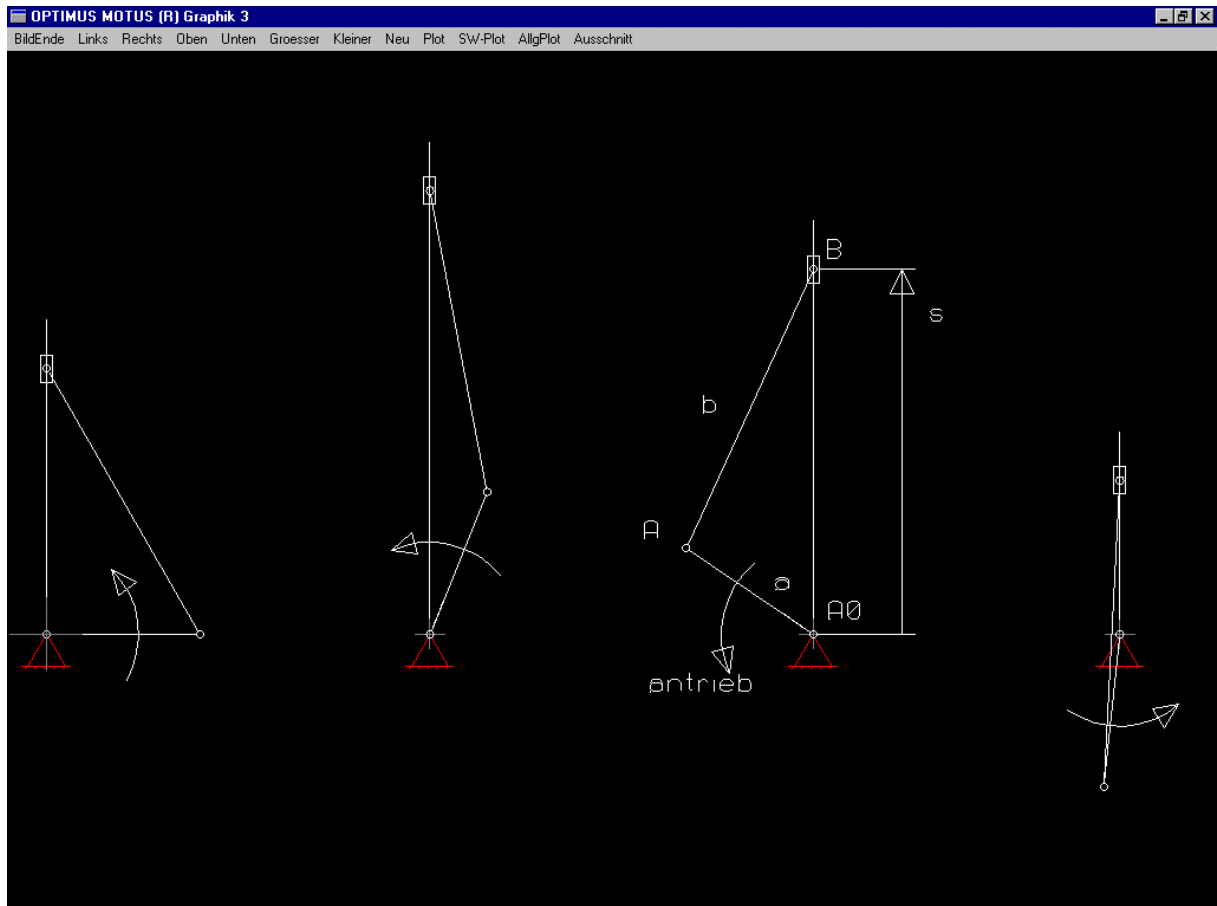 OPTIMUS MOTUS (R) Graphik 3
BildEnde Links Rechts Oben Unten Groesser Kleiner Neu Plot SW-Plot AllgPlot Ausschnitt
B
s
b
A
a
A0
antrieb